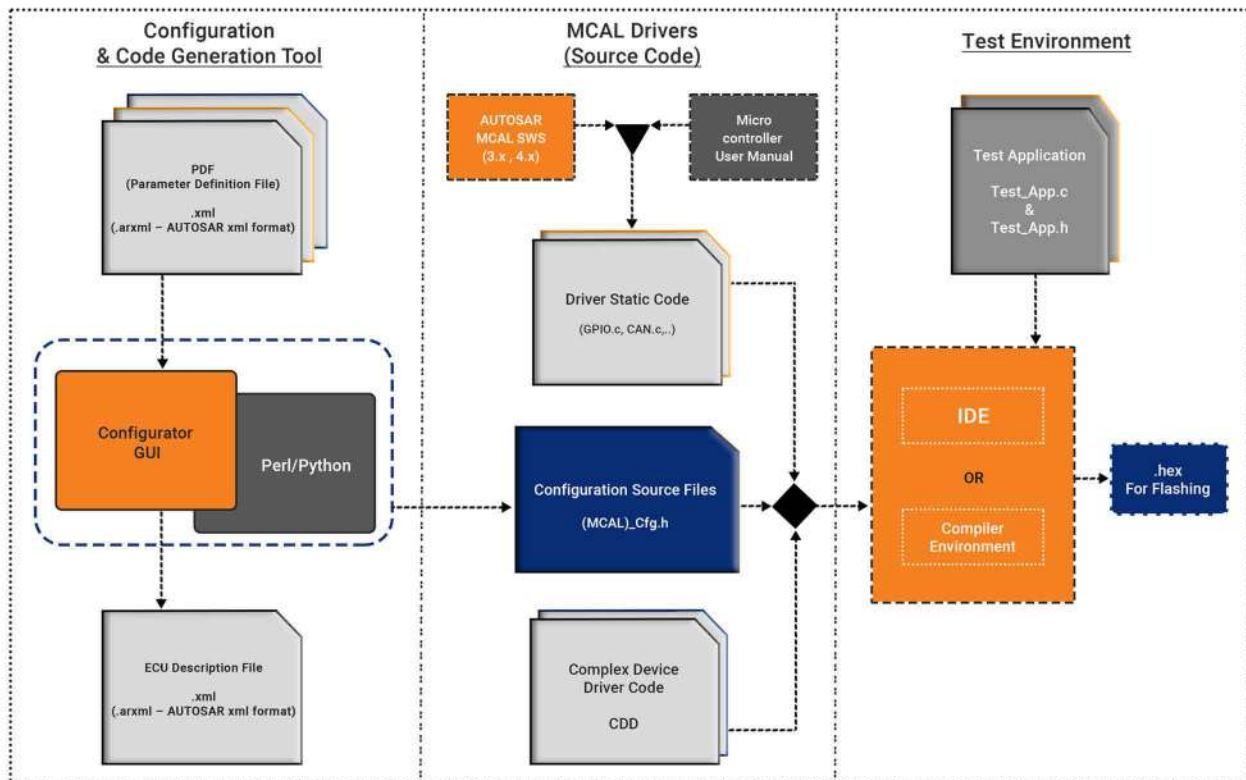 Configuration
& Code Generation Tool
PDF
(Parameter Definition File)
.xml
(.arxml – AUTOSAR xml format)
Configurator
GUI
Perl/Python
ECU Description File
.xml
(.arxml – AUTOSAR xml format)
MCAL Drivers
(Source Code)
AUTOSAR
MCAL SWS
(3.x , 4.x)
Micro
controller
User Manual
Driver Static Code
(GPIO.c, CAN.c,..)
Configuration Source Files
(MCAL)_Cfg.h
Complex Device
Driver Code
CDD
Test Environment
Test Application
Test_App.c
&
Test_App.h
IDE
OR
Compiler
Environment
.hex
For Flashing